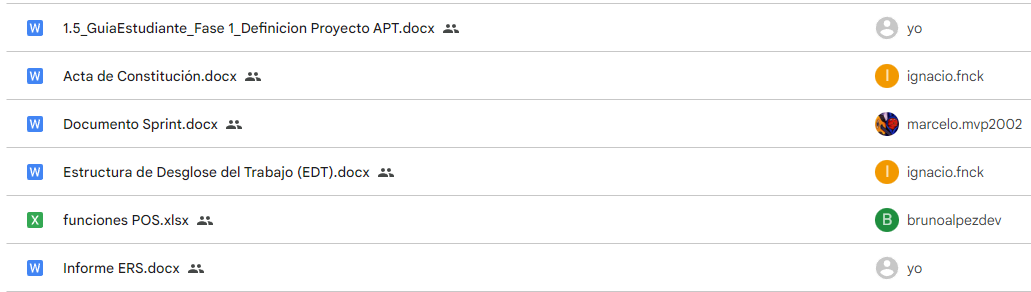 W 1.5_GuiaEstudiante_Fase 1_Definicion Proyecto APT.docx yo
W Acta de Constitución.docx I ignacio.fnck
W Documento Sprint.docx marcelo.mvp2002
W Estructura de Desglose del Trabajo (EDT).docx I ignacio.fnck
X funciones POS.xlsx B brunoalpezdev
W Informe ERS.docx yo